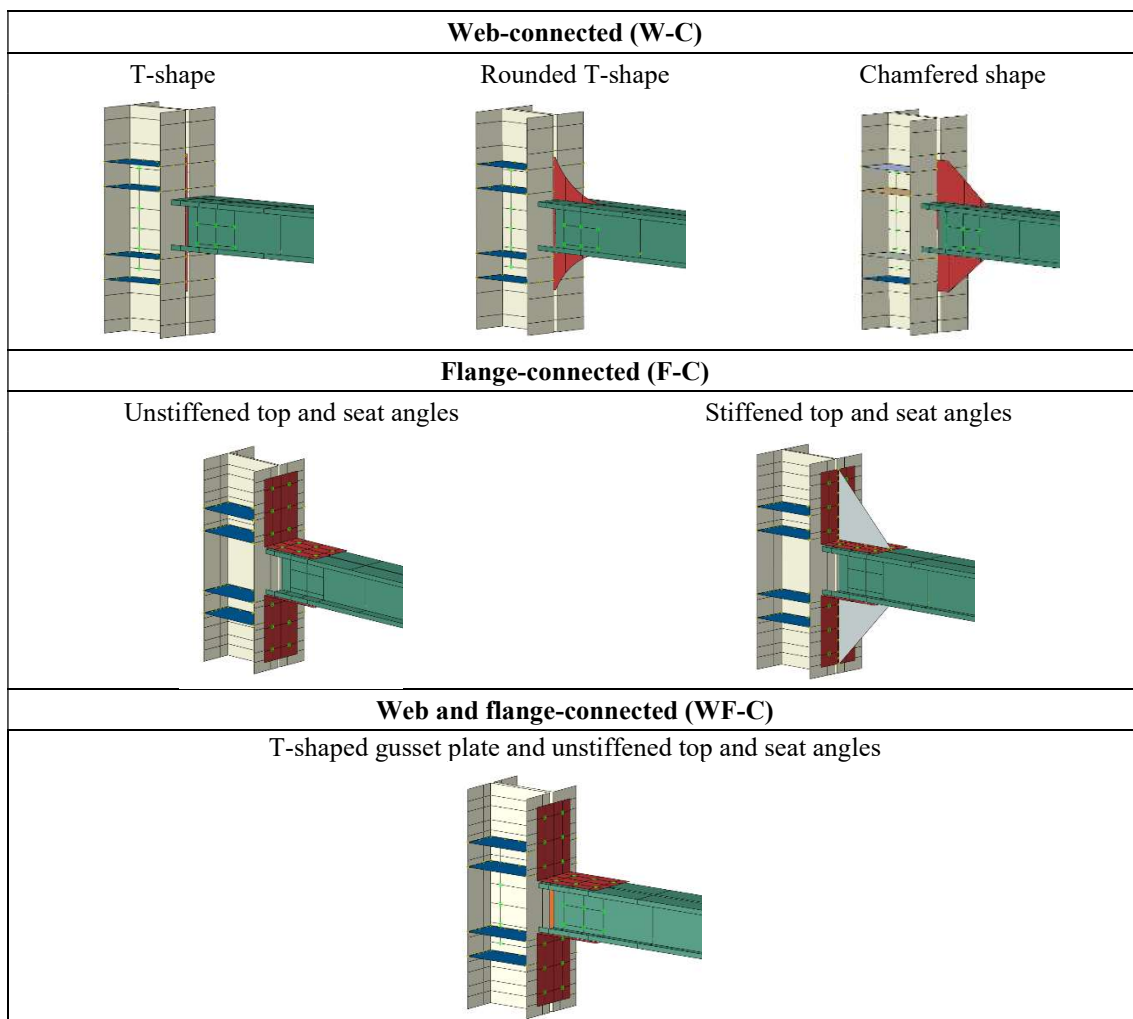 Web-connected (W-C)
T-shape
Rounded T-shape
Chamfered shape
Flange-connected (F-C)
Unstiffened top and seat angles
Stiffened top and seat angles
Web and flange-connected (WF-C)
T-shaped gusset plate and unstiffened top and seat angles